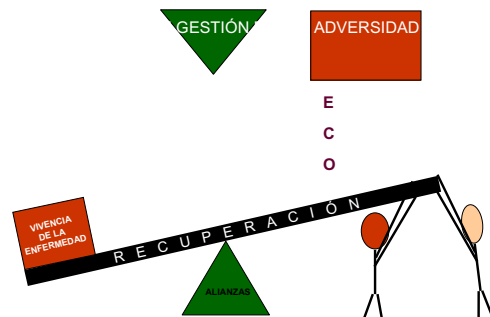 GESTIÓN
ADVERSIDAD
E
C
O
VIVENCIA
DE LA
ENFERMEDAD
RECUPERACIÓN
ALIANZAS